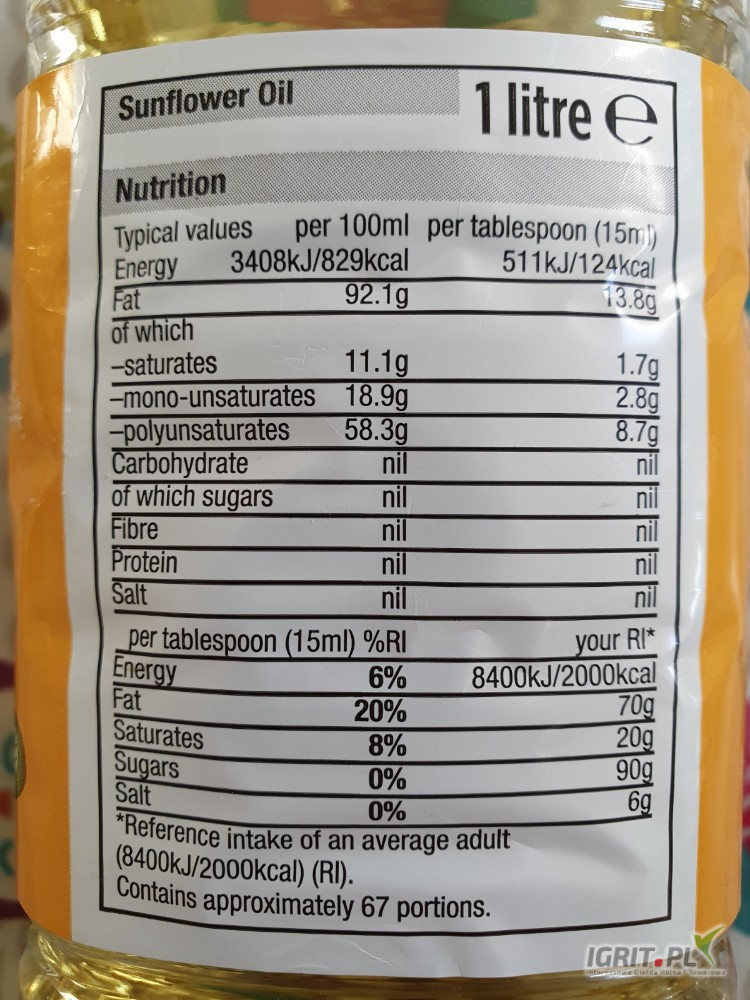 Sunflower Oil
1 litre ℮
Nutrition
Typical values per 100ml per tablespoon (15ml)
Energy 3408kJ/829kcal 511kJ/124kcal
Fat 92.1g 13.8g
of which
–saturates 11.1g 1.7g
–mono-unsaturates 18.9g 2.8g
–polyunsaturates 58.3g 8.7g
Carbohydrate nil nil
of which sugars nil nil
Fibre nil nil
Protein nil nil
Salt nil nil
per tablespoon (15ml) %RI your RI*
Energy 6% 8400kJ/2000kcal
Fat 20% 70g
Saturates 8% 20g
Sugars 0% 90g
Salt 0% 6g
*Reference intake of an average adult
(8400kJ/2000kcal) (RI).
Contains approximately 67 portions.
IGRIT.PL
Internetowa Giełda Rolna i Towarowa